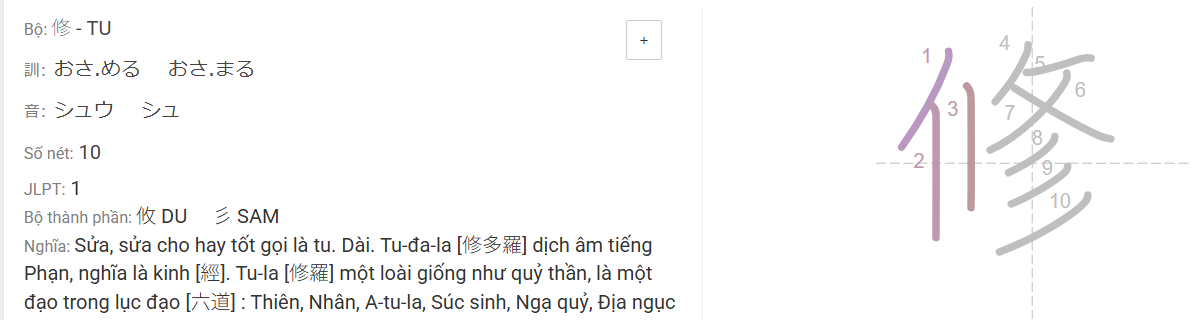 Bộ: 修 - TU
+
訓: おさ.める おさ.まる
音: シュウ シュ
Số nét: 10
JLPT: 1
Bộ thành phần: 攸 DU 彡 SAM
Nghĩa: Sửa, sửa cho hay tốt gọi là tu. Dài. Tu-đa-la [修多羅] dịch âm tiếng
Phạn, nghĩa là kinh [經]. Tu-la [修羅] một loài giống như quỷ thần, là một
đạo trong lục đạo [六道] : Thiên, Nhân, A-tu-la, Súc sinh, Ngạ quỷ, Địa ngục
修
1
2
3
4
5
6
7
8
9
10